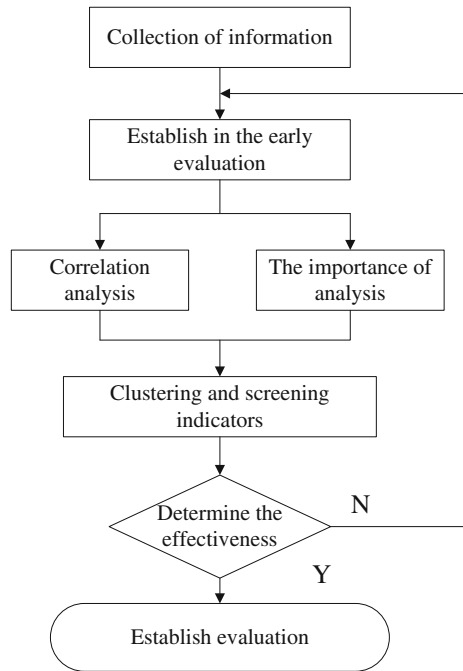 Collection of information
Establish in the early
evaluation
Correlation
analysis
The importance of
analysis
Clustering and screening
indicators
Determine the
effectiveness
N
Y
Establish evaluation